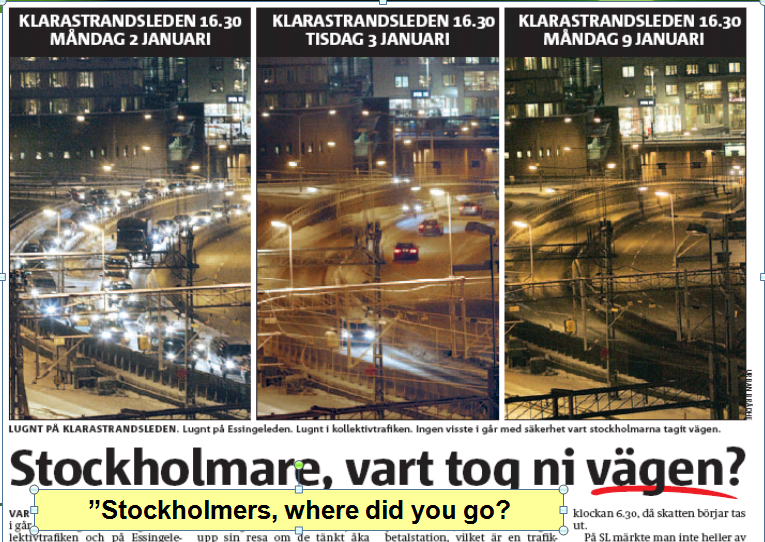 KLARASTRANDSLEDEN 16.30
MÅNDAG 2 JANUARI
KLARASTRANDSLEDEN 16.30
TISDAG 3 JANUARI
KLARASTRANDSLEDEN 16.30
MÅNDAG 9 JANUARI
LUGNT PÅ KLARASTRANDSLEDEN. Lugnt på Essingeleden. Lugnt i kollektivtrafiken. Ingen visste i går med säkerhet vart stockholmarna tagit vägen.
Stockholmare, vart tog ni vägen?
”Stockholmers, where did you go?
VAR
i går
lektivtrafiken och på Essingele-
upp sin resa om de tänkt åka
betalstation, vilket är en trafik-
klockan 6.30, då skatten börjar tas
ut.
På SL märkte man inte heller av